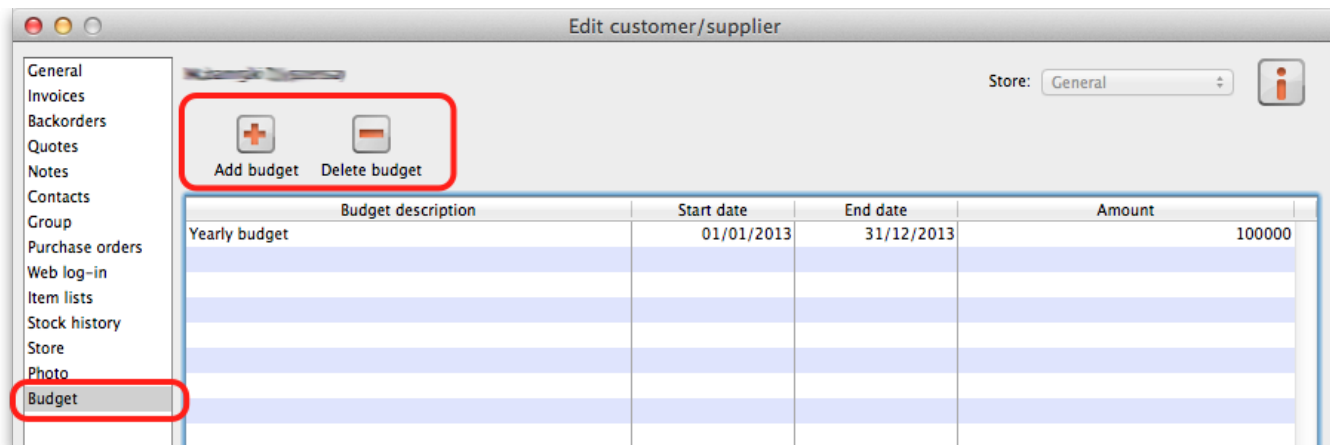 Edit customer/supplier
General
Invoices
Backorders
Quotes
Notes
Contacts
Group
Purchase orders
Web log-in
Item lists
Stock history
Store
Photo
Budget
Store: General
Add budget Delete budget
Budget description Start date End date Amount
Yearly budget 01/01/2013 31/12/2013 100000